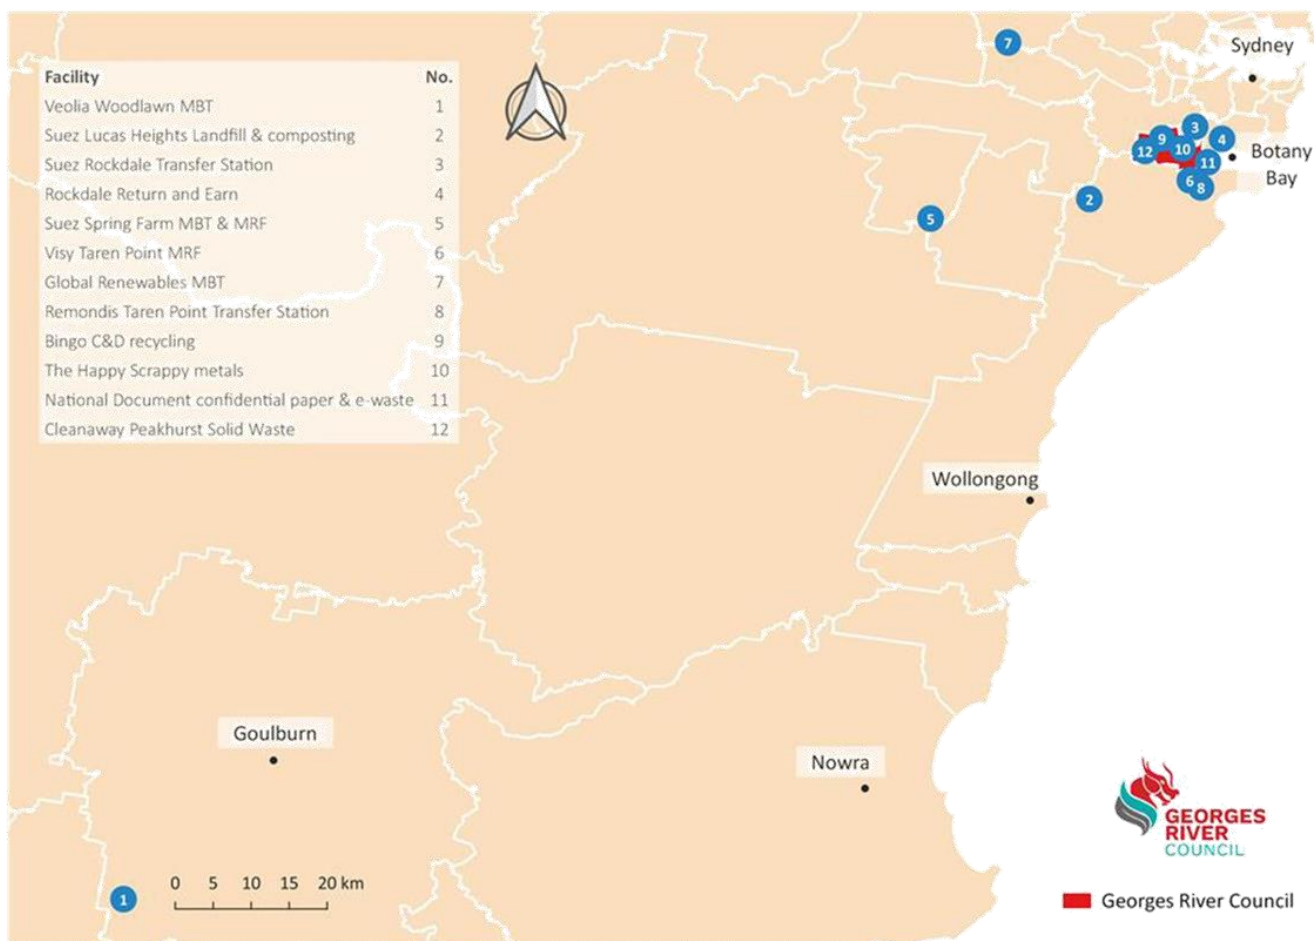 Facility No.
Veolia Woodlawn MBT 1
Suez Lucas Heights Landfill & composting 2
Suez Rockdale Transfer Station 3
Rockdale Return and Earn 4
Suez Spring Farm MBT & MRF 5
Visy Taren Point MRF 6
Global Renewables MBT 7
Remondis Taren Point Transfer Station 8
Bingo C&D recycling 9
The Happy Scrappy metals 10
National Document confidential paper & e-waste 11
Cleanaway Peakhurst Solid Waste 12
7
Sydney
3
9
4
12
10
11
Botany
Bay
6
8
2
5
Wollongong
Goulburn
Nowra
1
0 5 10 15 20 km
GEORGES
RIVER
COUNCIL
Georges River Council